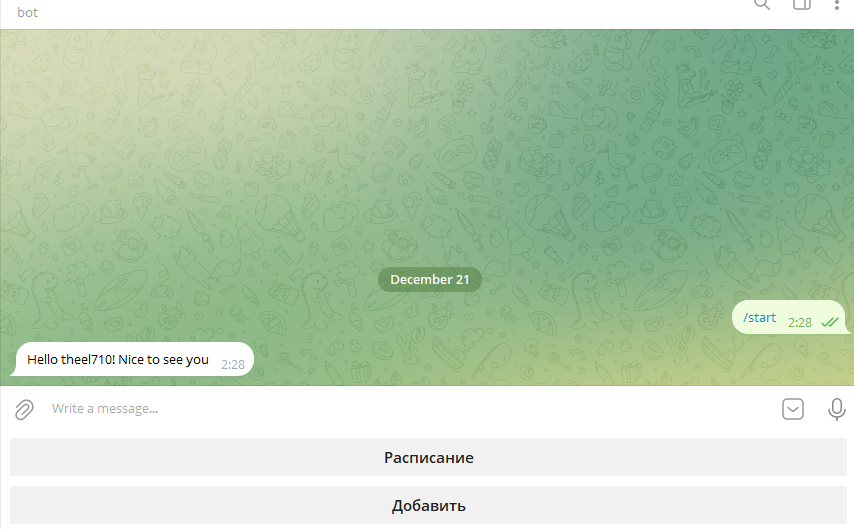 bot
December 21
/start 2:28
Hello theel710! Nice to see you 2:28
Write a message...
Расписание
Добавить